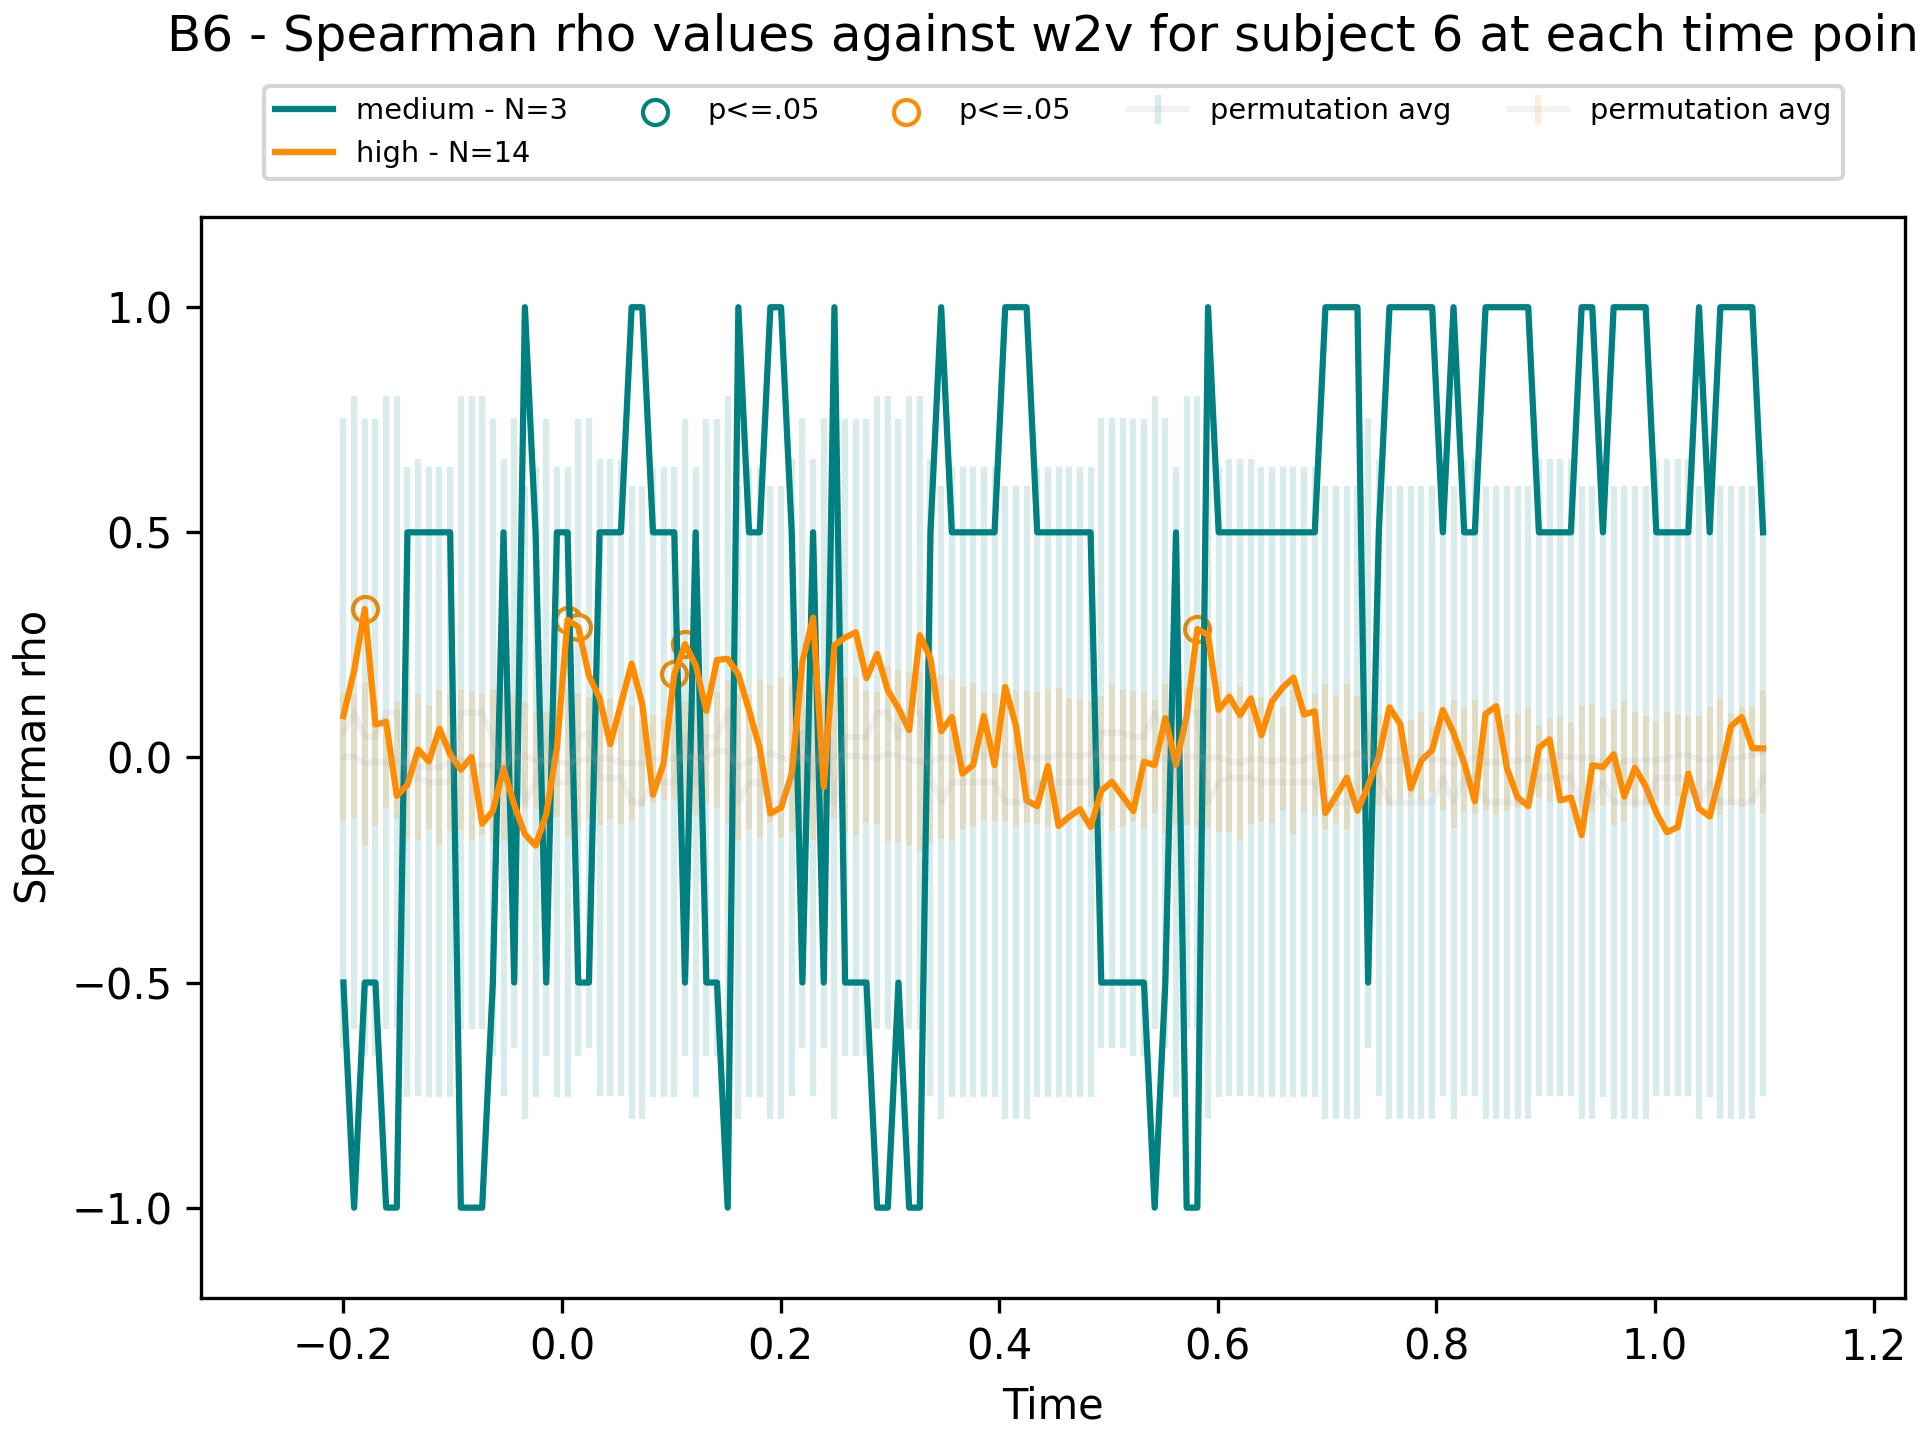 B6 - Spearman rho values against w2v for subject 6 at each time poin
medium - N=3
high - N=14
p<=.05
p<=.05
permutation avg
permutation avg
Spearman rho
1.0
0.5
0.0
−0.5
−1.0
−0.2 0.0 0.2 0.4 0.6 0.8 1.0 1.2
Time